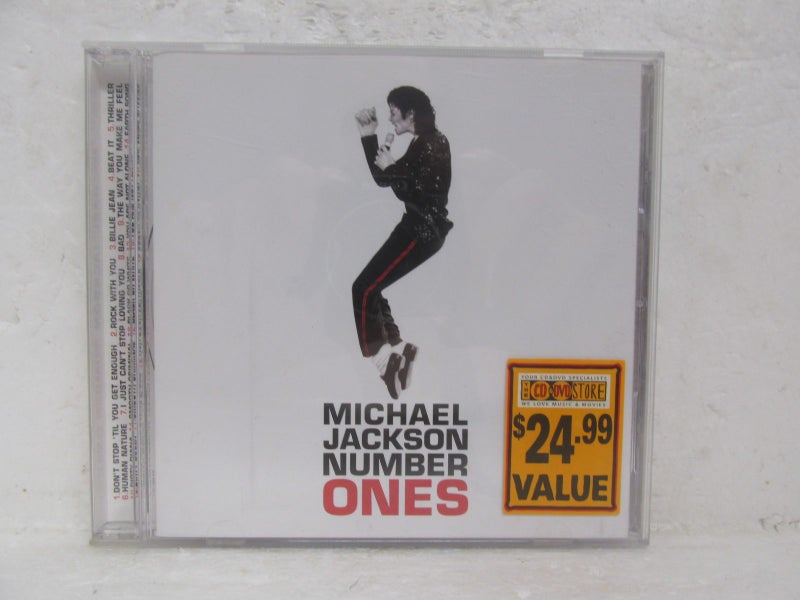 1. DON'T STOP 'TIL YOU GET ENOUGH 2. ROCK WITH YOU 3. BILLIE JEAN 4. BEAT IT 5. THRILLER
6. HUMAN NATURE 7. I JUST CAN'T STOP LOVING YOU 8. BAD 9. THE WAY YOU MAKE ME FEEL
MICHAEL
JACKSON
NUMBER
ONES
YOUR CD&DVD SPECIALISTS
THE CD DVD STORE
WE LOVE MUSIC & MOVIES
$24.99
VALUE